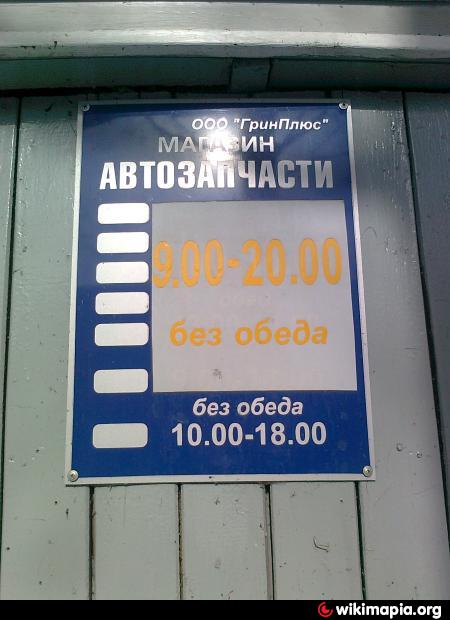 ООО "ГринПлюс"
МАГАЗИН
АВТОЗАПЧАСТИ
9.00-20.00
без обеда
без обеда
10.00-18.00
wikimapia.org